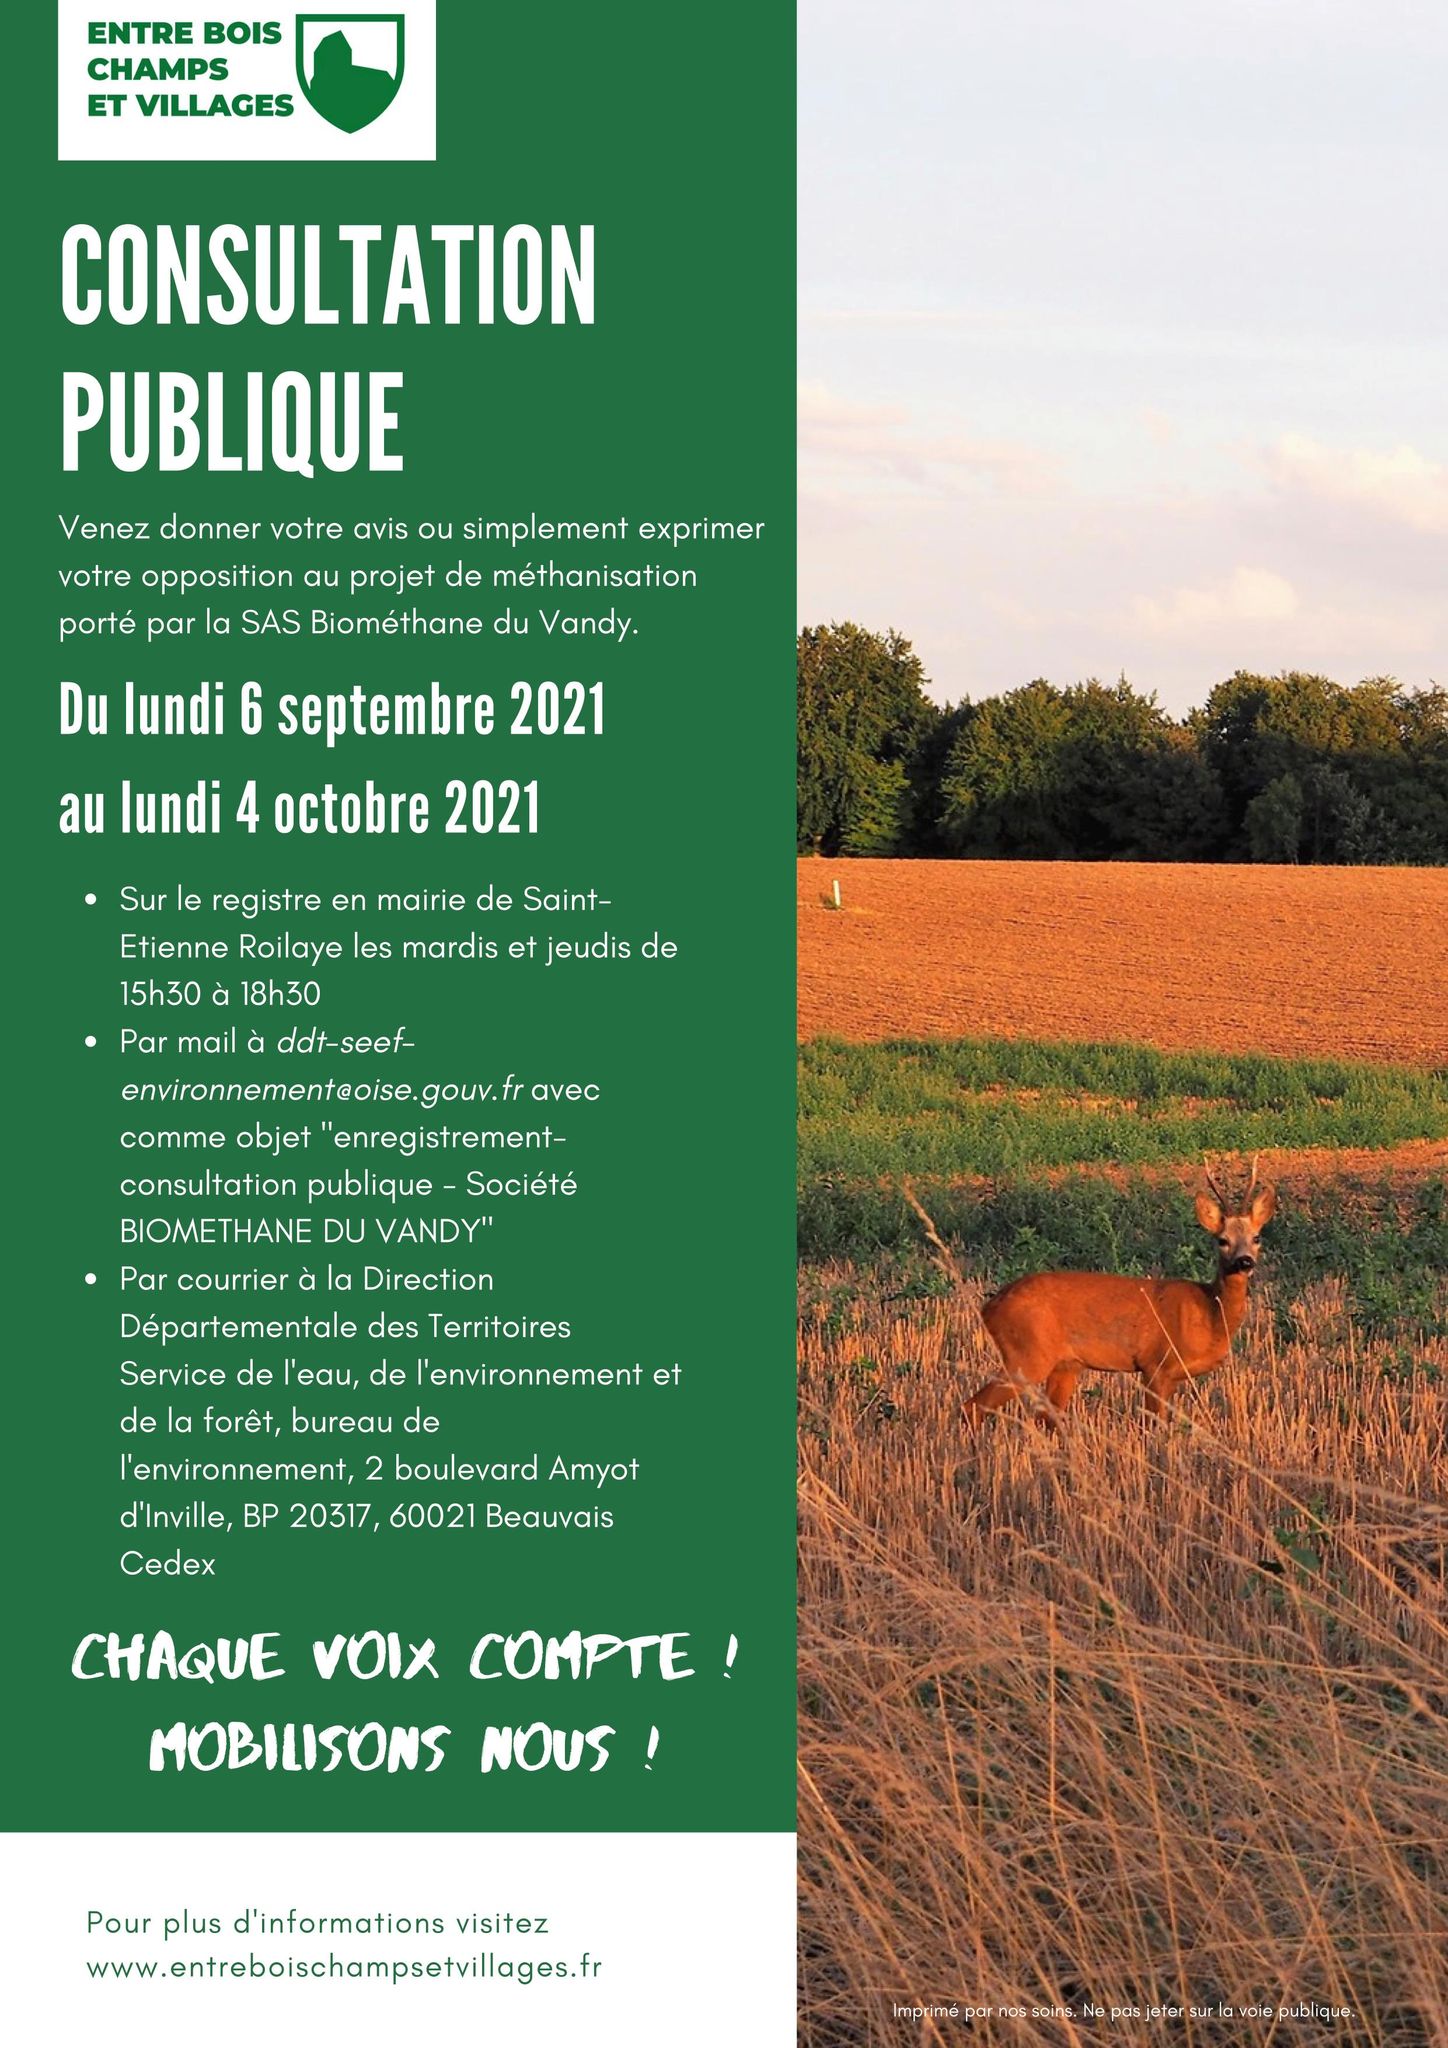 ENTRE BOIS
CHAMPS
ET VILLAGES
CONSULTATION
PUBLIQUE
Venez donner votre avis ou simplement exprimer
votre opposition au projet de méthanisation
porté par la SAS Biométhane du Vandy.
Du lundi 6 septembre 2021
au lundi 4 octobre 2021
• Sur le registre en mairie de Saint-
Etienne Roilaye les mardis et jeudis de
15h30 à 18h30
• Par mail à ddt-seef-
environnement@oise.gouv.fr avec
comme objet "enregistrement-
consultation publique - Société
BIOMETHANE DU VANDY"
• Par courrier à la Direction
Départementale des Territoires
Service de l'eau, de l'environnement et
de la forêt, bureau de
l'environnement, 2 boulevard Amyot
d'Inville, BP 20317, 60021 Beauvais
Cedex
CHAQUE VOIX COMPTE !
MOBILISONS NOUS !
Pour plus d'informations visitez
www.entreboischampsetvillages.fr
Imprimé par nos soins. Ne pas jeter sur la voie publique.